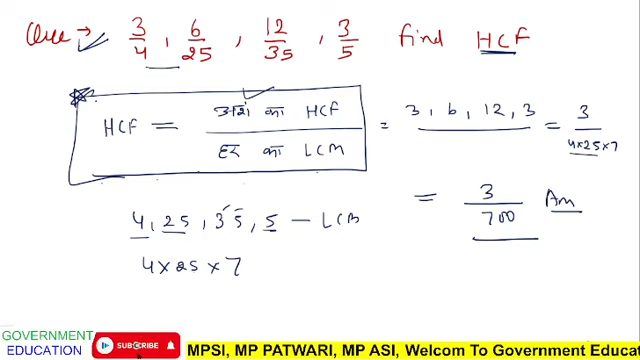 Que → 3/4 , 6/25 , 12/35 , 3/5 find HCF
HCF = अंशों का HCF / हर का LCM = 3, 6, 12, 3 = 3 / 4×25×7
= 3/700 Ans
4, 25, 35, 5 — LCM
4×25×7
GOVERNMENT EDUCATION
SUBSCRIBE
MPSI, MP PATWARI, MP ASI, Welcom To Government Educat